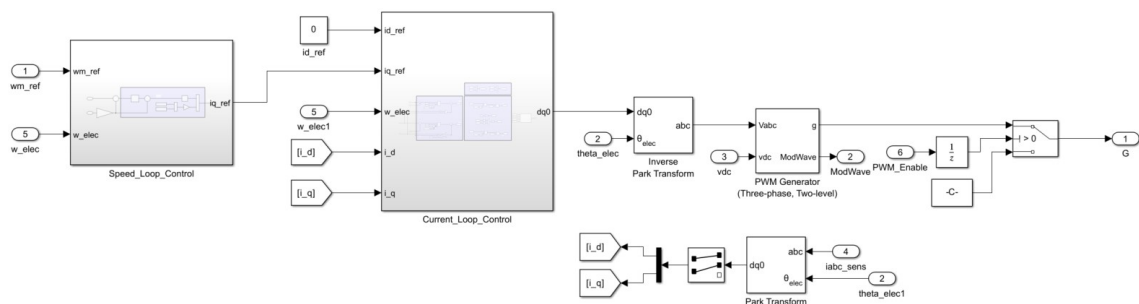 1
wm_ref
5
w_elec
wm_ref
w_elec
iq_ref
Speed_Loop_Control
0
id_ref
5
w_elec1
[i_d]
[i_q]
id_ref
iq_ref
w_elec
i_d
i_q
dq0
Current_Loop_Control
2
theta_elec
dq0
θelec
abc
Inverse
Park Transform
3
vdc
Vabc
vdc
g
ModWave
PWM Generator
(Three-phase, Two-level)
2
ModWave
6
PWM_Enable
1
z
-C-
> 0
1
G
[i_d]
[i_q]
dq0
abc
θelec
Park Transform
4
iabc_sens
2
theta_elec1